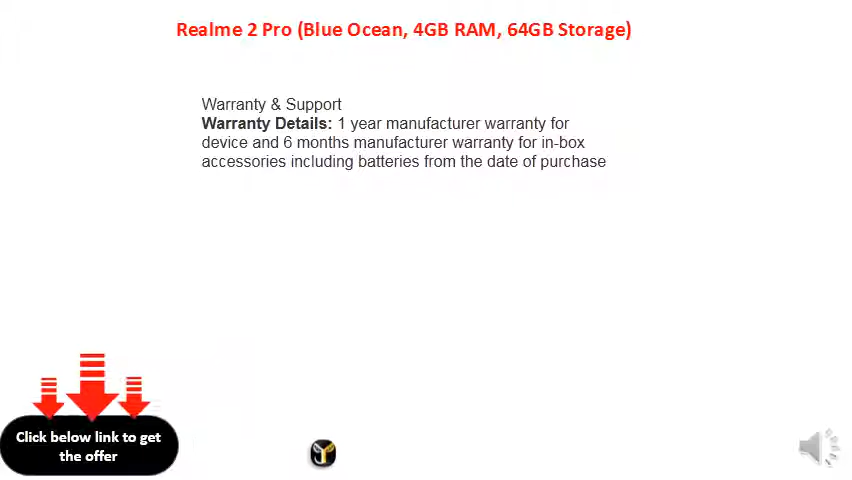 Realme 2 Pro (Blue Ocean, 4GB RAM, 64GB Storage)
Warranty & Support
Warranty Details: 1 year manufacturer warranty for
device and 6 months manufacturer warranty for in-box
accessories including batteries from the date of purchase
Click below link to get
the offer